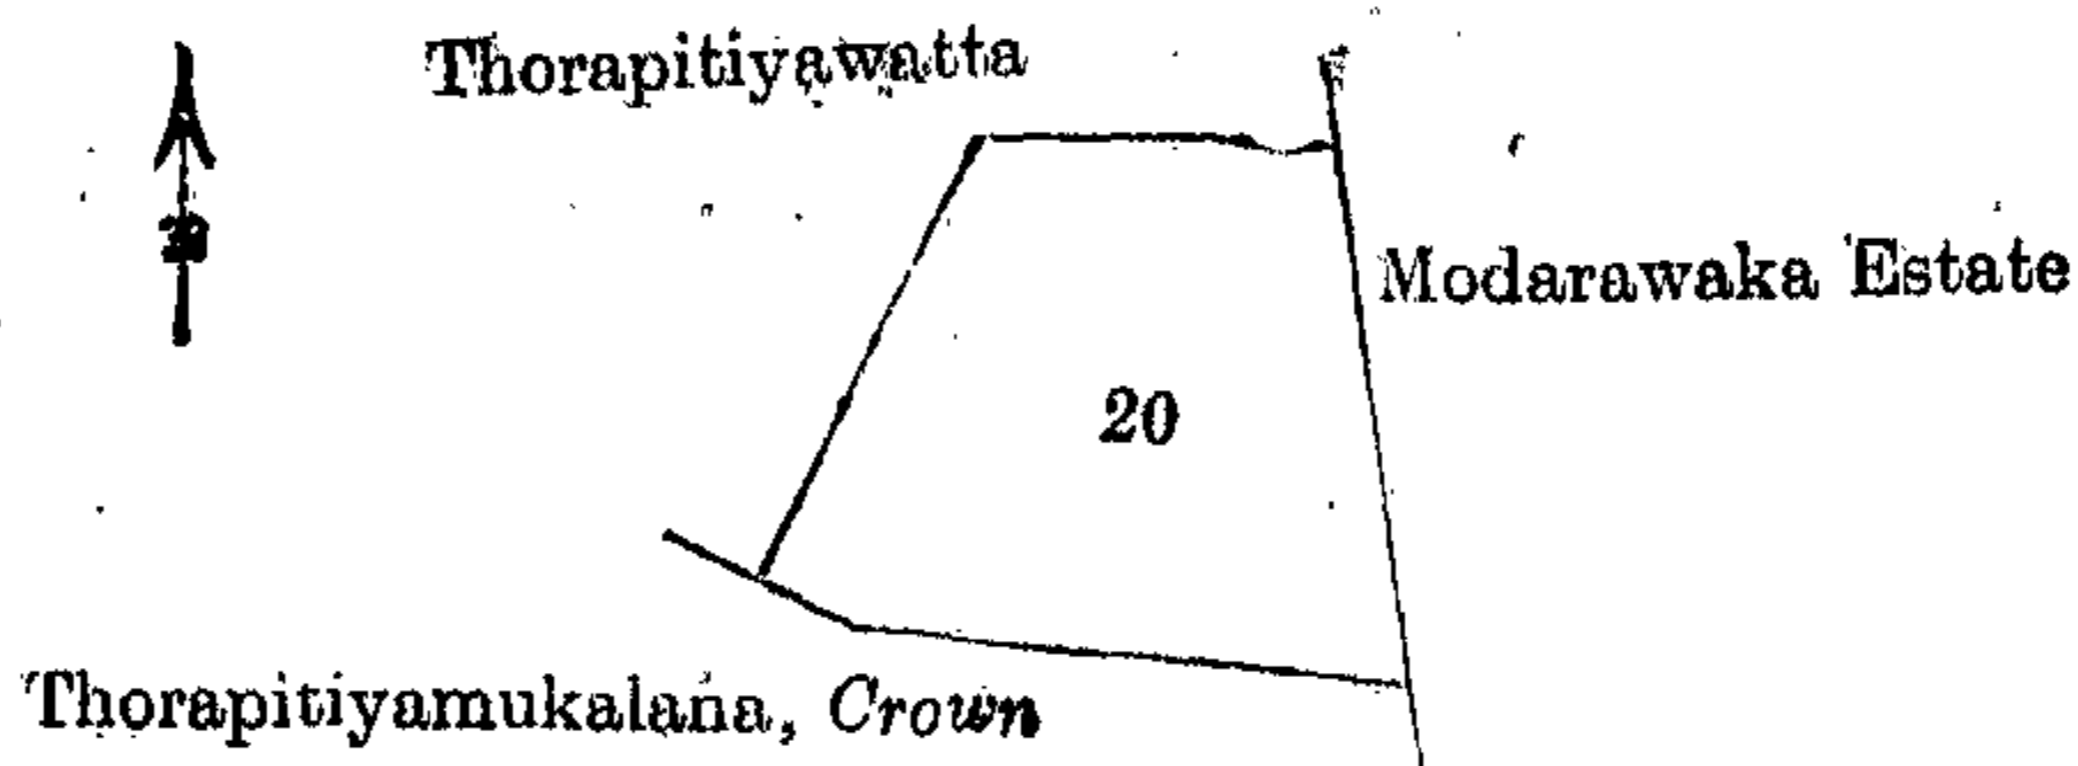 Thorapitiyawatta
N
Modarawaka Estate
20
Thorapitiyamukalana, Crown